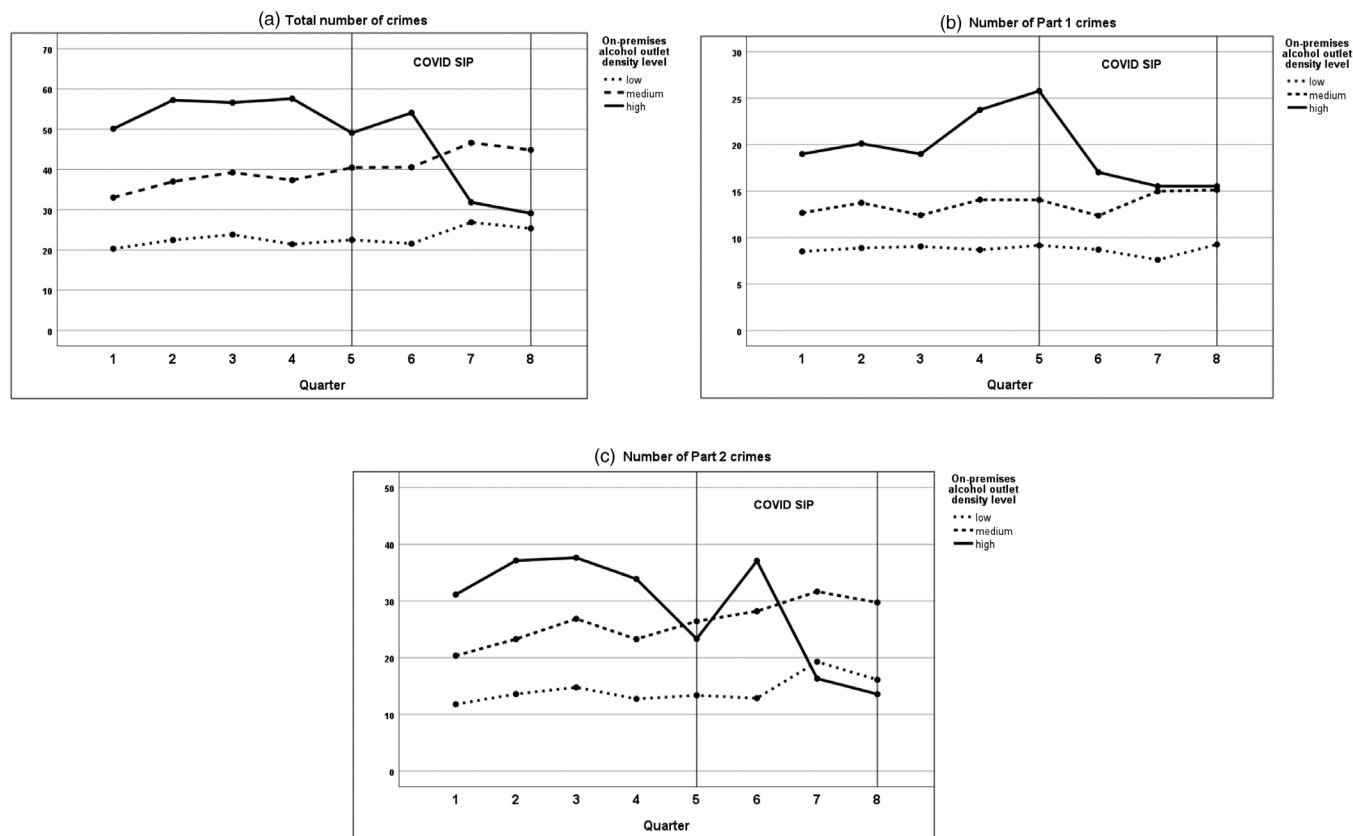 (a) Total number of crimes
On-premises
alcohol outlet
density level
low
medium
high
COVID SIP
70
60
50
40
30
20
10
0
1 2 3 4 5 6 7 8
Quarter
(b) Number of Part 1 crimes
On-premises
alcohol outlet
density level
low
medium
high
COVID SIP
30
25
20
15
10
5
0
1 2 3 4 5 6 7 8
Quarter
(c) Number of Part 2 crimes
On-premises
alcohol outlet
density level
low
medium
high
COVID SIP
50
40
30
20
10
0
1 2 3 4 5 6 7 8
Quarter